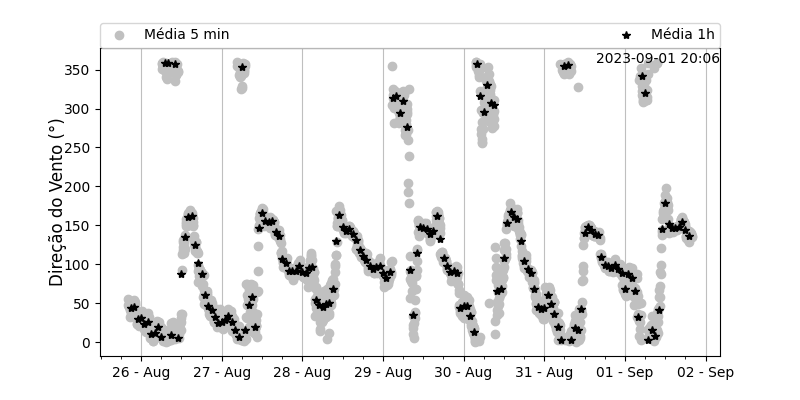 Média 5 min
Média 1h
2023-09-01 20:06
Direção do Vento (°)
350
300
250
200
150
100
50
0
26 - Aug
27 - Aug
28 - Aug
29 - Aug
30 - Aug
31 - Aug
01 - Sep
02 - Sep